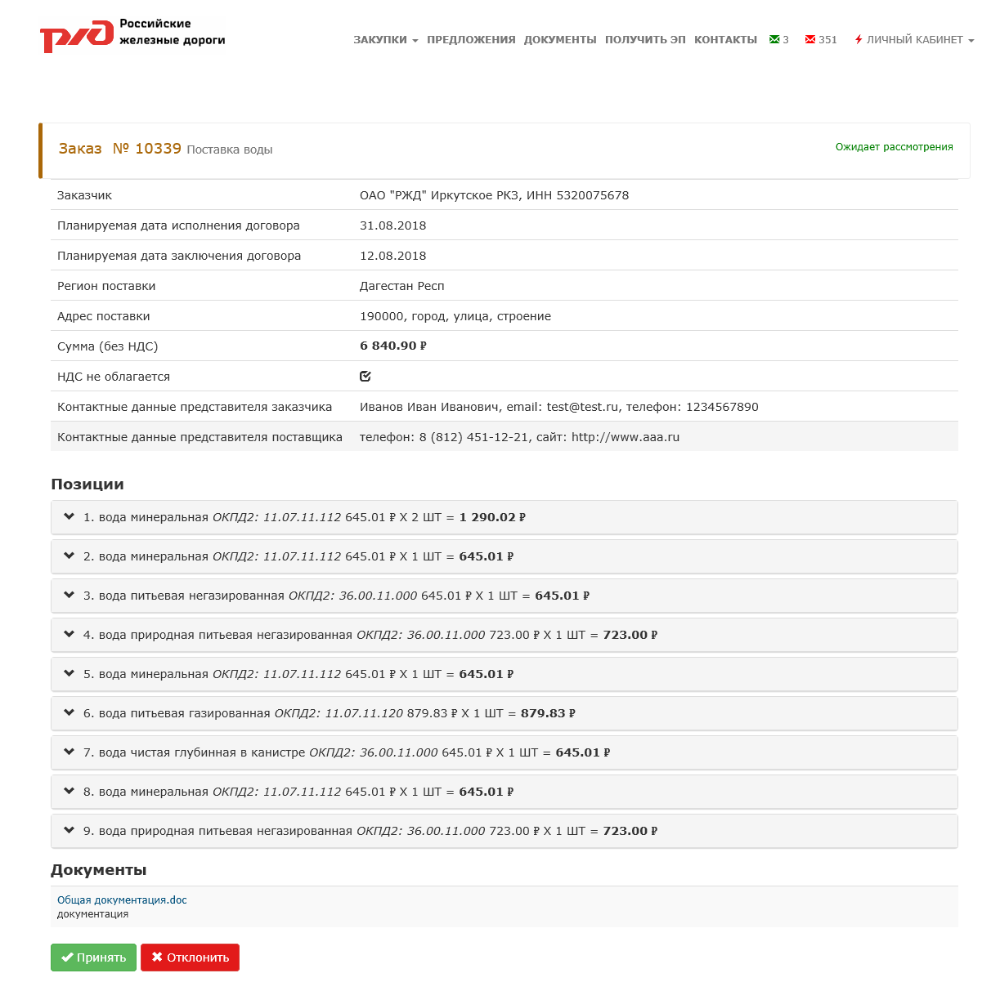 Российские
железные дороги
ЗАКУПКИ ПРЕДЛОЖЕНИЯ ДОКУМЕНТЫ ПОЛУЧИТЬ ЭП КОНТАКТЫ 3 351 ЛИЧНЫЙ КАБИНЕТ
Заказ № 10339 Поставка воды
Ожидает рассмотрения
Заказчик ОАО "РЖД" Иркутское РКЗ, ИНН 5320075678
Планируемая дата исполнения договора 31.08.2018
Планируемая дата заключения договора 12.08.2018
Регион поставки Дагестан Респ
Адрес поставки 190000, город, улица, строение
Сумма (без НДС) 6 840.90 ₽
НДС не облагается
Контактные данные представителя заказчика Иванов Иван Иванович, email: test@test.ru, телефон: 1234567890
Контактные данные представителя поставщика телефон: 8 (812) 451-12-21, сайт: http://www.aaa.ru
Позиции
1. вода минеральная ОКПД2: 11.07.11.112 645.01 ₽ X 2 ШТ = 1 290.02 ₽
2. вода минеральная ОКПД2: 11.07.11.112 645.01 ₽ X 1 ШТ = 645.01 ₽
3. вода питьевая негазированная ОКПД2: 36.00.11.000 645.01 ₽ X 1 ШТ = 645.01 ₽
4. вода природная питьевая негазированная ОКПД2: 36.00.11.000 723.00 ₽ X 1 ШТ = 723.00 ₽
5. вода минеральная ОКПД2: 11.07.11.112 645.01 ₽ X 1 ШТ = 645.01 ₽
6. вода питьевая газированная ОКПД2: 11.07.11.120 879.83 ₽ X 1 ШТ = 879.83 ₽
7. вода чистая глубинная в канистре ОКПД2: 36.00.11.000 645.01 ₽ X 1 ШТ = 645.01 ₽
8. вода минеральная ОКПД2: 11.07.11.112 645.01 ₽ X 1 ШТ = 645.01 ₽
9. вода природная питьевая негазированная ОКПД2: 36.00.11.000 723.00 ₽ X 1 ШТ = 723.00 ₽
Документы
Общая документация.doc
документация
Принять Отклонить